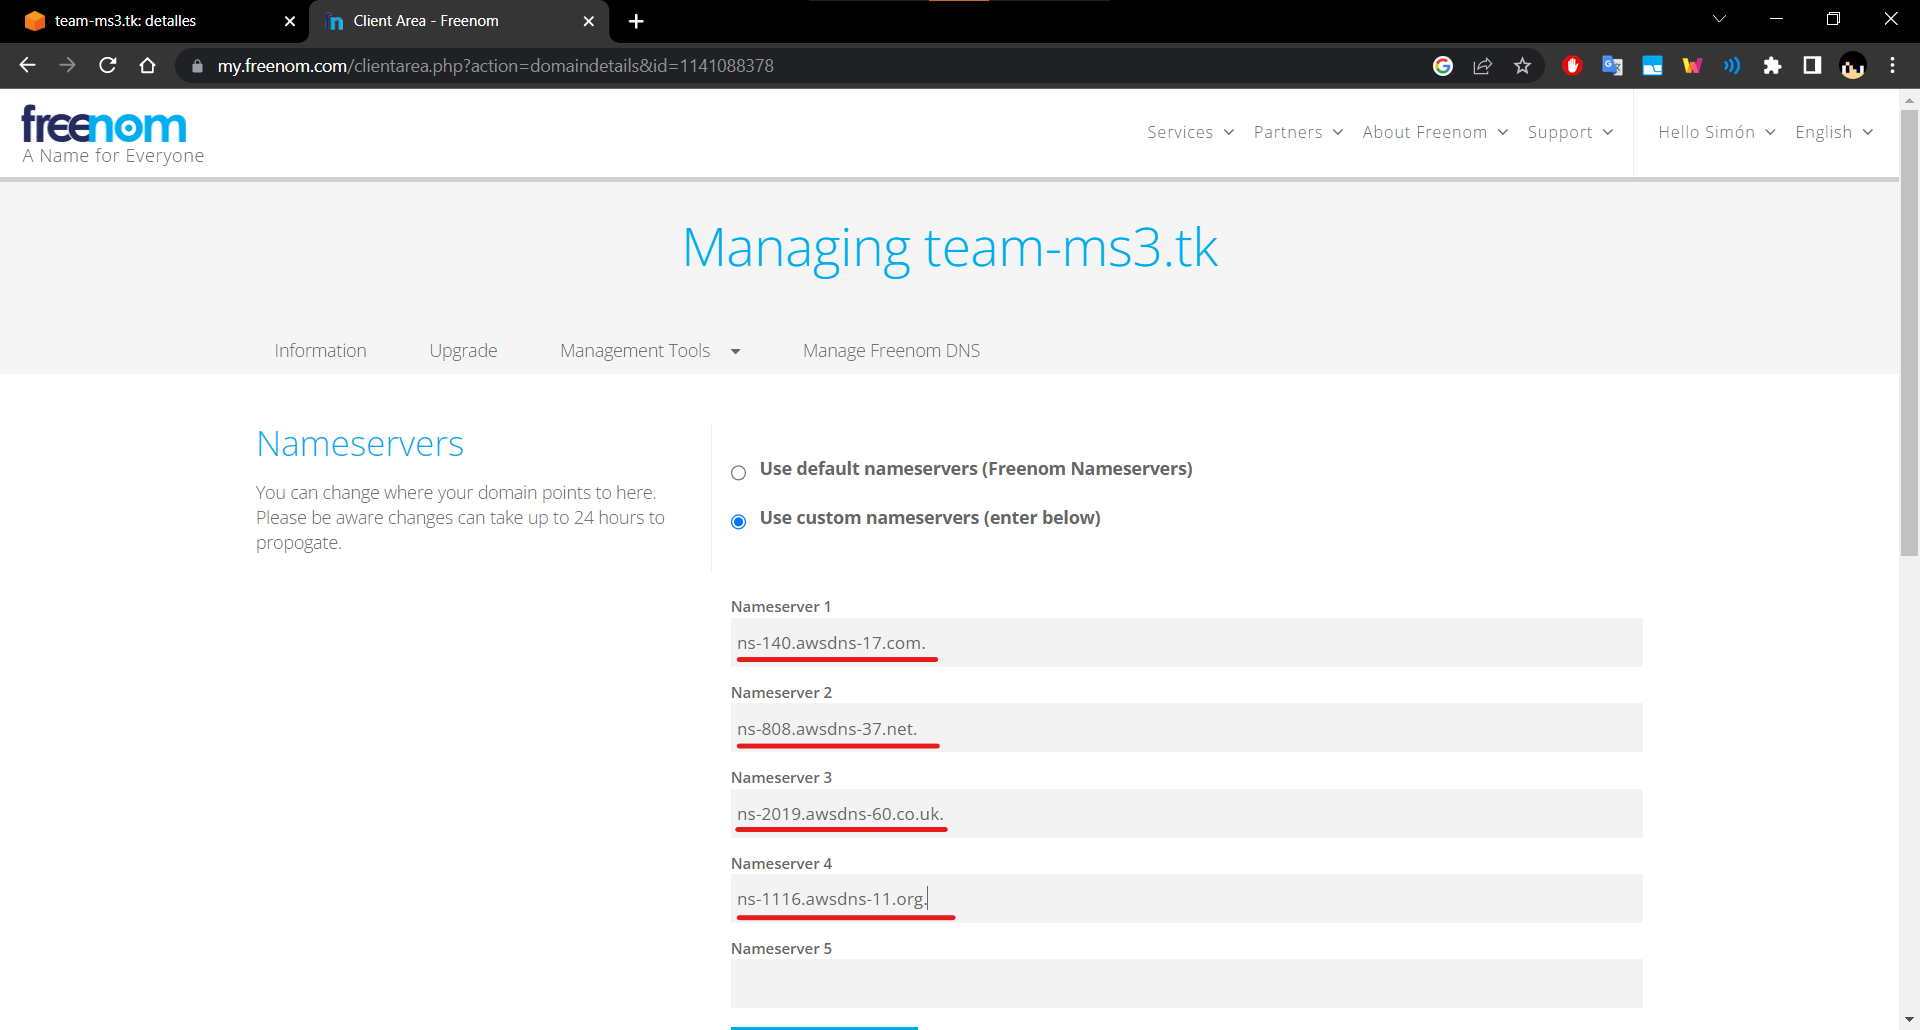 team-ms3.tk: detalles
Client Area - Freenom
my.freenom.com/clientarea.php?action=domaindetails&id=1141088378
freenom
A Name for Everyone
Services
Partners
About Freenom
Support
Hello Simón
English
Managing team-ms3.tk
Information
Upgrade
Management Tools
Manage Freenom DNS
Nameservers
You can change where your domain points to here.
Please be aware changes can take up to 24 hours to
propogate.
Use default nameservers (Freenom Nameservers)
Use custom nameservers (enter below)
Nameserver 1
ns-140.awsdns-17.com.
Nameserver 2
ns-808.awsdns-37.net.
Nameserver 3
ns-2019.awsdns-60.co.uk.
Nameserver 4
ns-1116.awsdns-11.org.
Nameserver 5